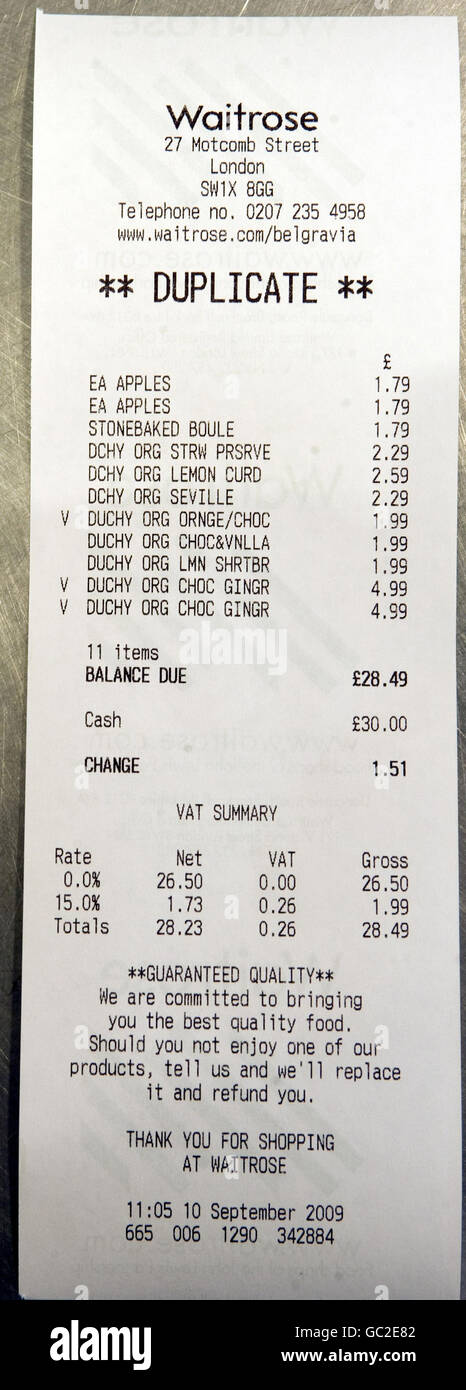 Waitrose
27 Motcomb Street
London
SW1X 8GG
Telephone no. 0207 235 4958
www.waitrose.com/belgravia
** DUPLICATE **
£
EA APPLES 1.79
EA APPLES 1.79
STONEBAKED BOULE 1.79
DCHY ORG STRW PRSRVE 2.29
DCHY ORG LEMON CURD 2.59
DCHY ORG SEVILLE 2.29
V DUCHY ORG ORNGE/CHOC 1.99
DUCHY ORG CHOC&VNLLA 1.99
DUCHY ORG LMN SHRTBR 1.99
V DUCHY ORG CHOC GINGR 4.99
V DUCHY ORG CHOC GINGR 4.99
11 items
BALANCE DUE £28.49
Cash £30.00
CHANGE 1.51
VAT SUMMARY
Rate Net VAT Gross
0.0% 26.50 0.00 26.50
15.0% 1.73 0.26 1.99
Totals 28.23 0.26 28.49
**GUARANTEED QUALITY**
We are committed to bringing
you the best quality food.
Should you not enjoy one of our
products, tell us and we'll replace
it and refund you.
THANK YOU FOR SHOPPING
AT WAITROSE
11:05 10 September 2009
665 006 1290 342884
alamy
Image ID: GC2E82
www.alamy.com